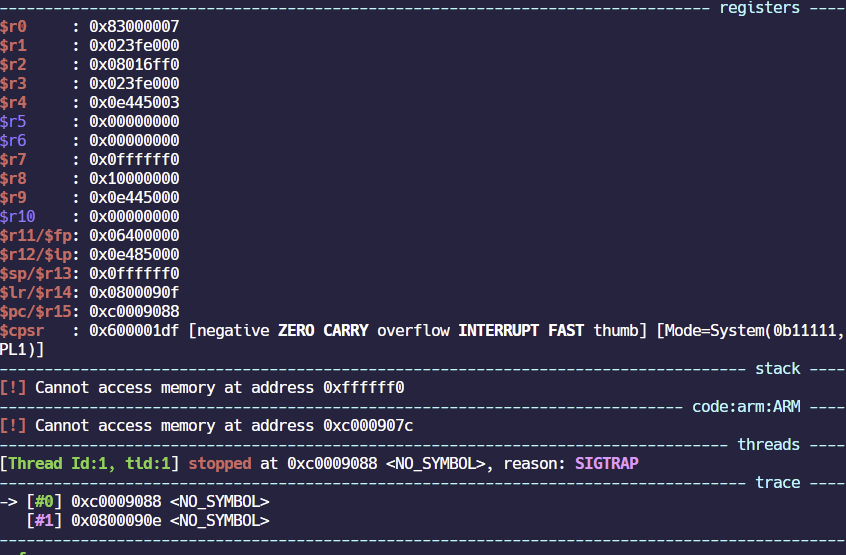 registers
$r0 : 0x83000007
$r1 : 0x023fe000
$r2 : 0x08016ff0
$r3 : 0x023fe000
$r4 : 0x0e445003
$r5 : 0x00000000
$r6 : 0x00000000
$r7 : 0x0ffffff0
$r8 : 0x10000000
$r9 : 0x0e445000
$r10 : 0x00000000
$r11/$fp: 0x06400000
$r12/$ip: 0x0e485000
$sp/$r13: 0x0ffffff0
$lr/$r14: 0x0800090f
$pc/$r15: 0xc0009088
$cpsr : 0x600001df [negative ZERO CARRY overflow INTERRUPT FAST thumb] [Mode=System(0b11111,
PL1)]
stack
[!] Cannot access memory at address 0xffffff0
code:arm:ARM
[!] Cannot access memory at address 0xc000907c
threads
[Thread Id:1, tid:1] stopped at 0xc0009088 <NO_SYMBOL>, reason: SIGTRAP
trace
-> [#0] 0xc0009088 <NO_SYMBOL>
[#1] 0x0800090e <NO_SYMBOL>